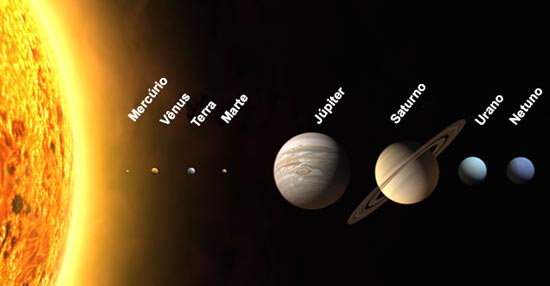 Mercúrio
Vênus
Terra
Marte
Júpiter
Saturno
Urano
Netuno